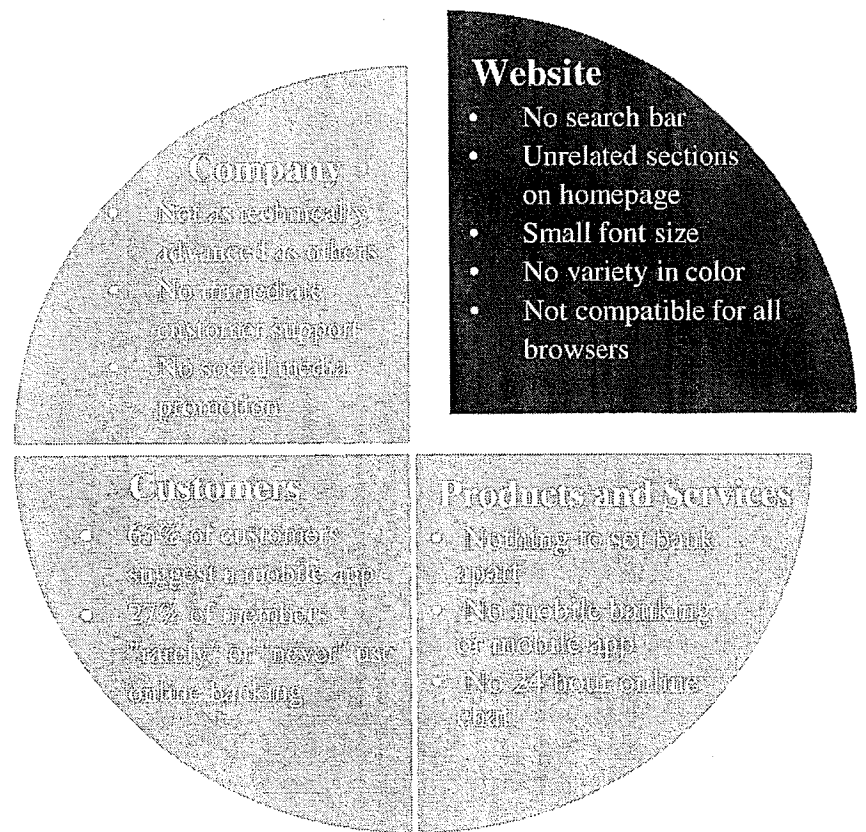 Website
• No search bar
• Unrelated sections
on homepage
• Small font size
• No variety in color
• Not compatible for all
browsers
Company
• Not as technically
advanced as others
• No immediate
customer support
• No social media
promotion
Customers
• 65% of customers
suggest a mobile app
• 27% of members
"rarely" or "never" use
online banking
Products and Services
• Nothing to set bank
apart
• No mobile banking
or mobile app
• No 24 hour online
chat